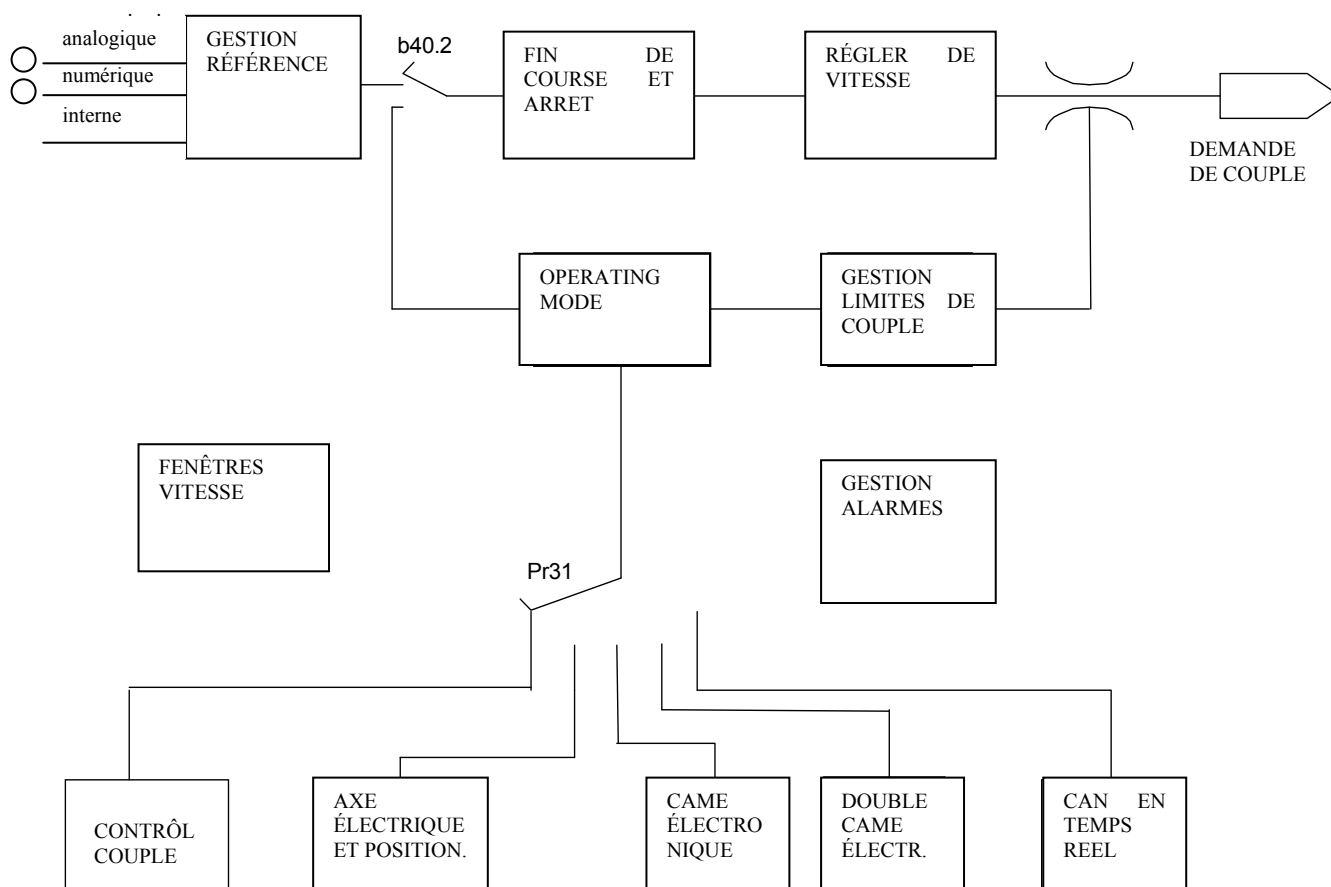 analogique
numérique
interne
GESTION
RÉFÉRENCE
b40.2
FIN DE
COURSE ET
ARRET
RÉGLER DE
VITESSE
DEMANDE
DE COUPLE
OPERATING
MODE
GESTION
LIMITES DE
COUPLE
FENÊTRES
VITESSE
GESTION
ALARMES
Pr31
CONTRÔL
COUPLE
AXE
ÉLECTRIQUE
ET POSITION.
CAME
ÉLECTRO
NIQUE
DOUBLE
CAME
ÉLECTR.
CAN EN
TEMPS
REEL